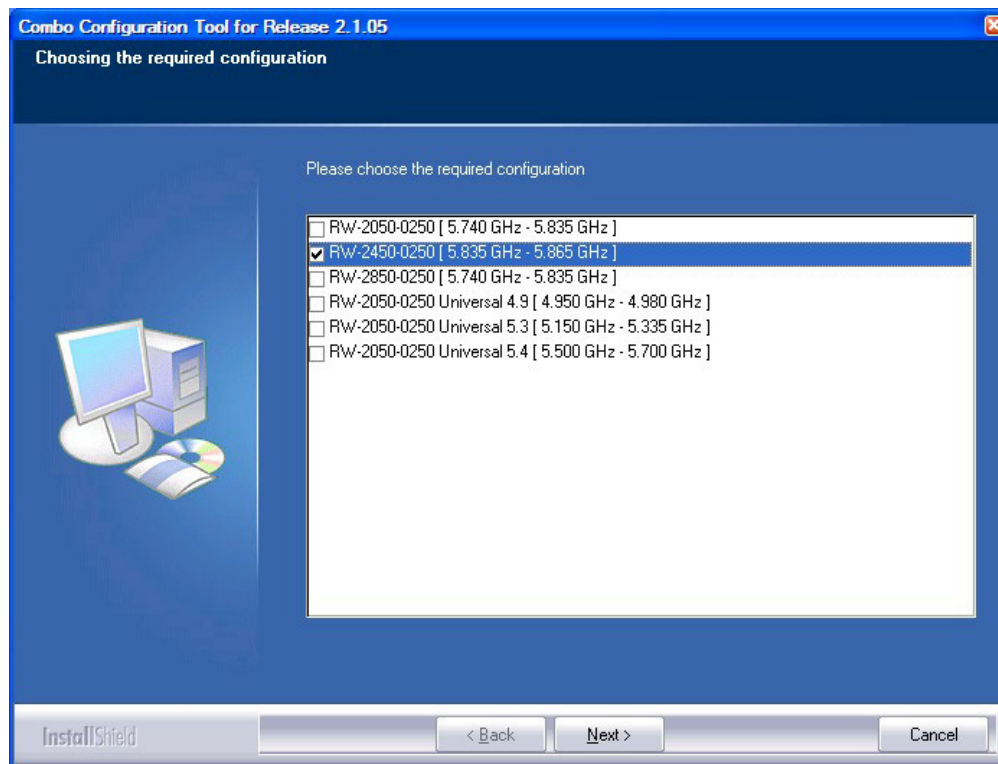 Combo Configuration Tool for Release 2.1.05
Choosing the required configuration
Please choose the required configuration
RW-2050-0250 [ 5.740 GHz - 5.835 GHz ]
RW-2450-0250 [ 5.835 GHz - 5.865 GHz ]
RW-2850-0250 [ 5.740 GHz - 5.835 GHz ]
RW-2050-0250 Universal 4.9 [ 4.950 GHz - 4.980 GHz ]
RW-2050-0250 Universal 5.3 [ 5.150 GHz - 5.335 GHz ]
RW-2050-0250 Universal 5.4 [ 5.500 GHz - 5.700 GHz ]
InstallShield
< Back
Next >
Cancel